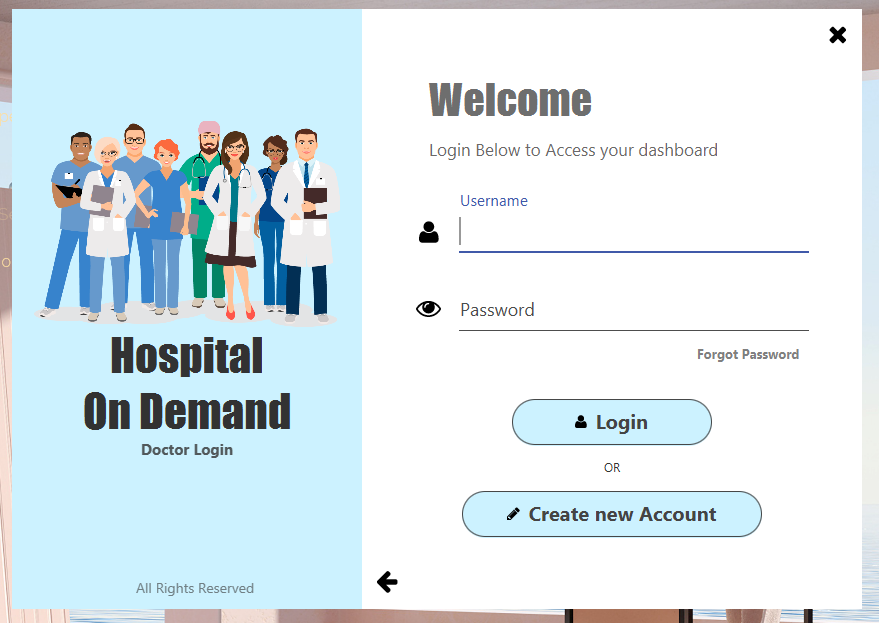 Hospital
On Demand
Doctor Login
All Rights Reserved
Welcome
Login Below to Access your dashboard
Username
Password
Forgot Password
Login
OR
Create new Account